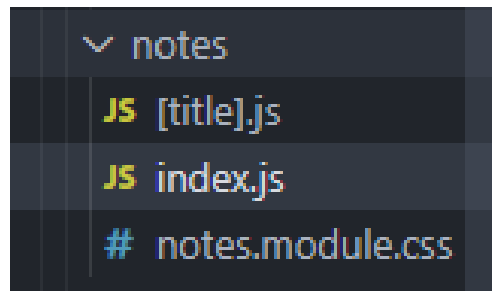 notes
JS [title].js
JS index.js
# notes.module.css